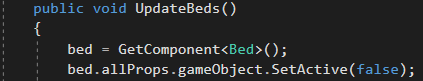 public void UpdateBeds()
{
bed = GetComponent<Bed>();
bed.allProps.gameObject.SetActive(false);